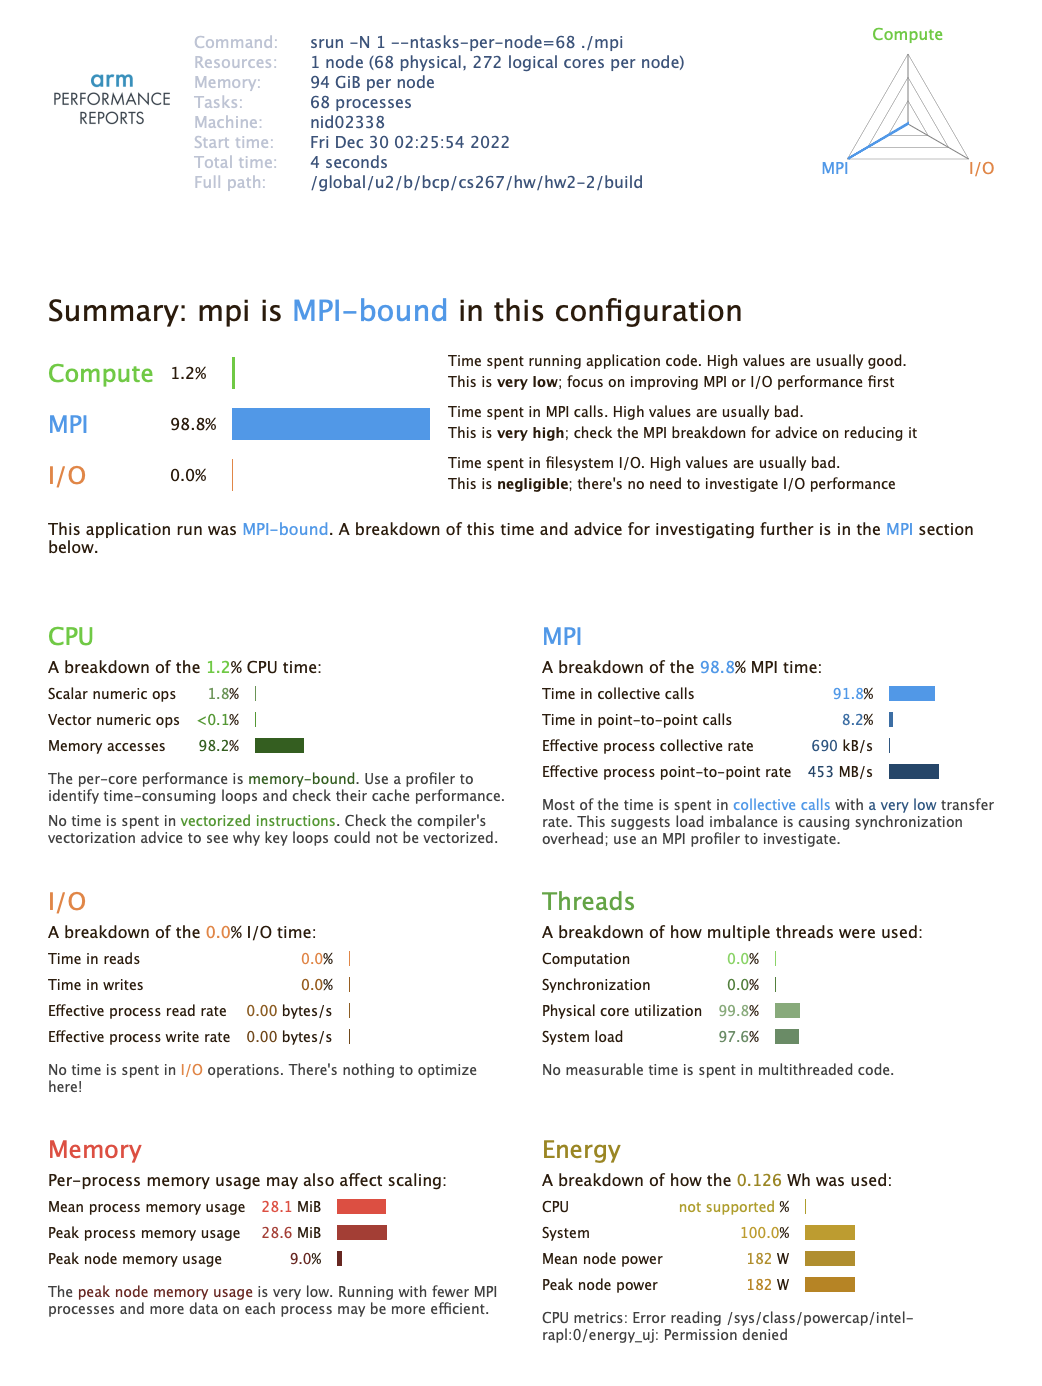 arm
PERFORMANCE
REPORTS
Command: srun -N 1 --ntasks-per-node=68 ./mpi
Resources: 1 node (68 physical, 272 logical cores per node)
Memory: 94 GiB per node
Tasks: 68 processes
Machine: nid02338
Start time: Fri Dec 30 02:25:54 2022
Total time: 4 seconds
Full path: /global/u2/b/bcp/cs267/hw/hw2-2/build
Compute
MPI
I/O
Summary: mpi is MPI-bound in this configuration
Compute 1.2%
Time spent running application code. High values are usually good.
This is very low; focus on improving MPI or I/O performance first
MPI 98.8%
Time spent in MPI calls. High values are usually bad.
This is very high; check the MPI breakdown for advice on reducing it
I/O 0.0%
Time spent in filesystem I/O. High values are usually bad.
This is negligible; there's no need to investigate I/O performance
This application run was MPI-bound. A breakdown of this time and advice for investigating further is in the MPI section
below.
CPU
A breakdown of the 1.2% CPU time:
Scalar numeric ops 1.8%
Vector numeric ops <0.1%
Memory accesses 98.2%
The per-core performance is memory-bound. Use a profiler to
identify time-consuming loops and check their cache performance.
No time is spent in vectorized instructions. Check the compiler's
vectorization advice to see why key loops could not be vectorized.
MPI
A breakdown of the 98.8% MPI time:
Time in collective calls 91.8%
Time in point-to-point calls 8.2%
Effective process collective rate 690 kB/s
Effective process point-to-point rate 453 MB/s
Most of the time is spent in collective calls with a very low transfer
rate. This suggests load imbalance is causing synchronization
overhead; use an MPI profiler to investigate.
I/O
A breakdown of the 0.0% I/O time:
Time in reads 0.0%
Time in writes 0.0%
Effective process read rate 0.00 bytes/s
Effective process write rate 0.00 bytes/s
No time is spent in I/O operations. There's nothing to optimize
here!
Threads
A breakdown of how multiple threads were used:
Computation 0.0%
Synchronization 0.0%
Physical core utilization 99.8%
System load 97.6%
No measurable time is spent in multithreaded code.
Memory
Per-process memory usage may also affect scaling:
Mean process memory usage 28.1 MiB
Peak process memory usage 28.6 MiB
Peak node memory usage 9.0%
The peak node memory usage is very low. Running with fewer MPI
processes and more data on each process may be more efficient.
Energy
A breakdown of how the 0.126 Wh was used:
CPU not supported %
System 100.0%
Mean node power 182 W
Peak node power 182 W
CPU metrics: Error reading /sys/class/powercap/intel-
rapl:0/energy_uj: Permission denied